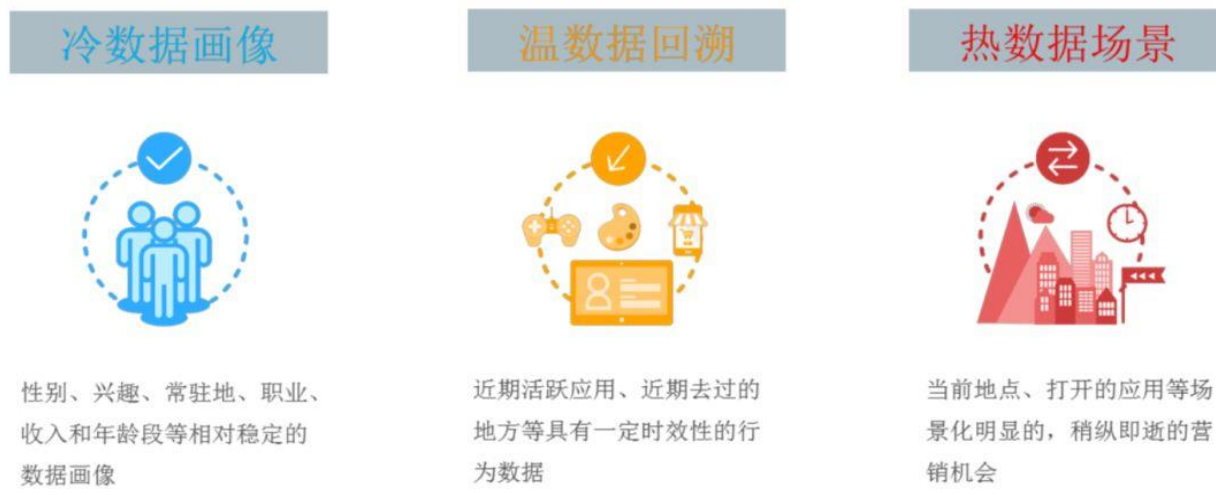 冷数据画像
温数据回溯
热数据场景
性别、兴趣、常驻地、职业、
收入和年龄段等相对稳定的
数据画像
近期活跃应用、近期去过的
地方等具有一定时效性的行
为数据
当前地点、打开的应用等场
景化明显的，稍纵即逝的营
销机会